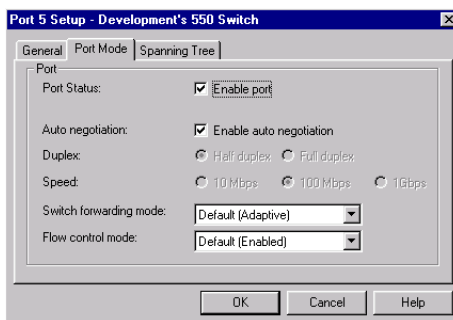 Port 5 Setup - Development's 550 Switch
General Port Mode Spanning Tree
Port
Port Status: Enable port
Auto negotiation: Enable auto negotiation
Duplex: Half duplex Full duplex
Speed: 10 Mbps 100 Mbps 1Gbps
Switch forwarding mode: Default (Adaptive)
Flow control mode: Default (Enabled)
OK Cancel Help